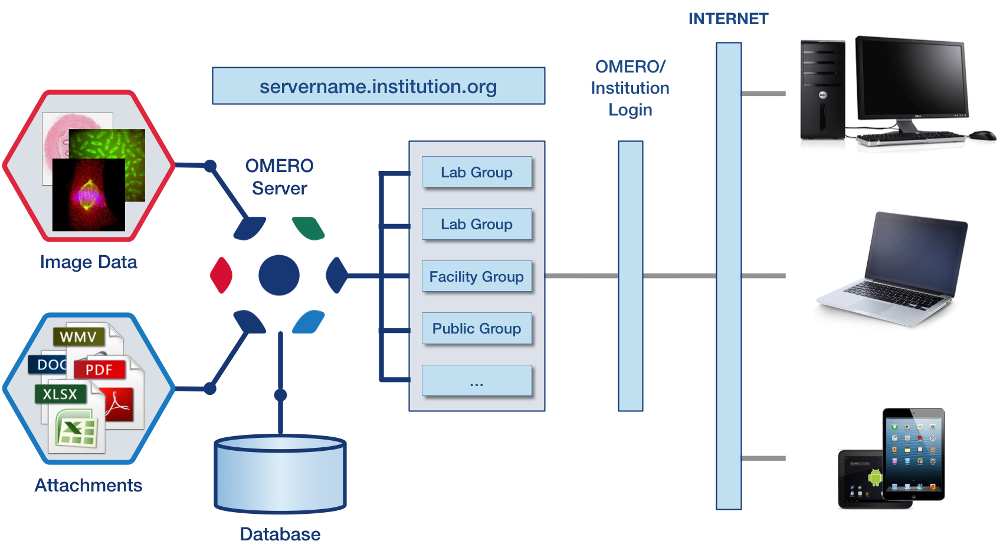 INTERNET
servername.institution.org
OMERO/
Institution
Login
OMERO
Server
Image Data
Lab Group
Lab Group
Facility Group
Public Group
...
WMV
DOC
PDF
XLSX
Attachments
Database
DELL